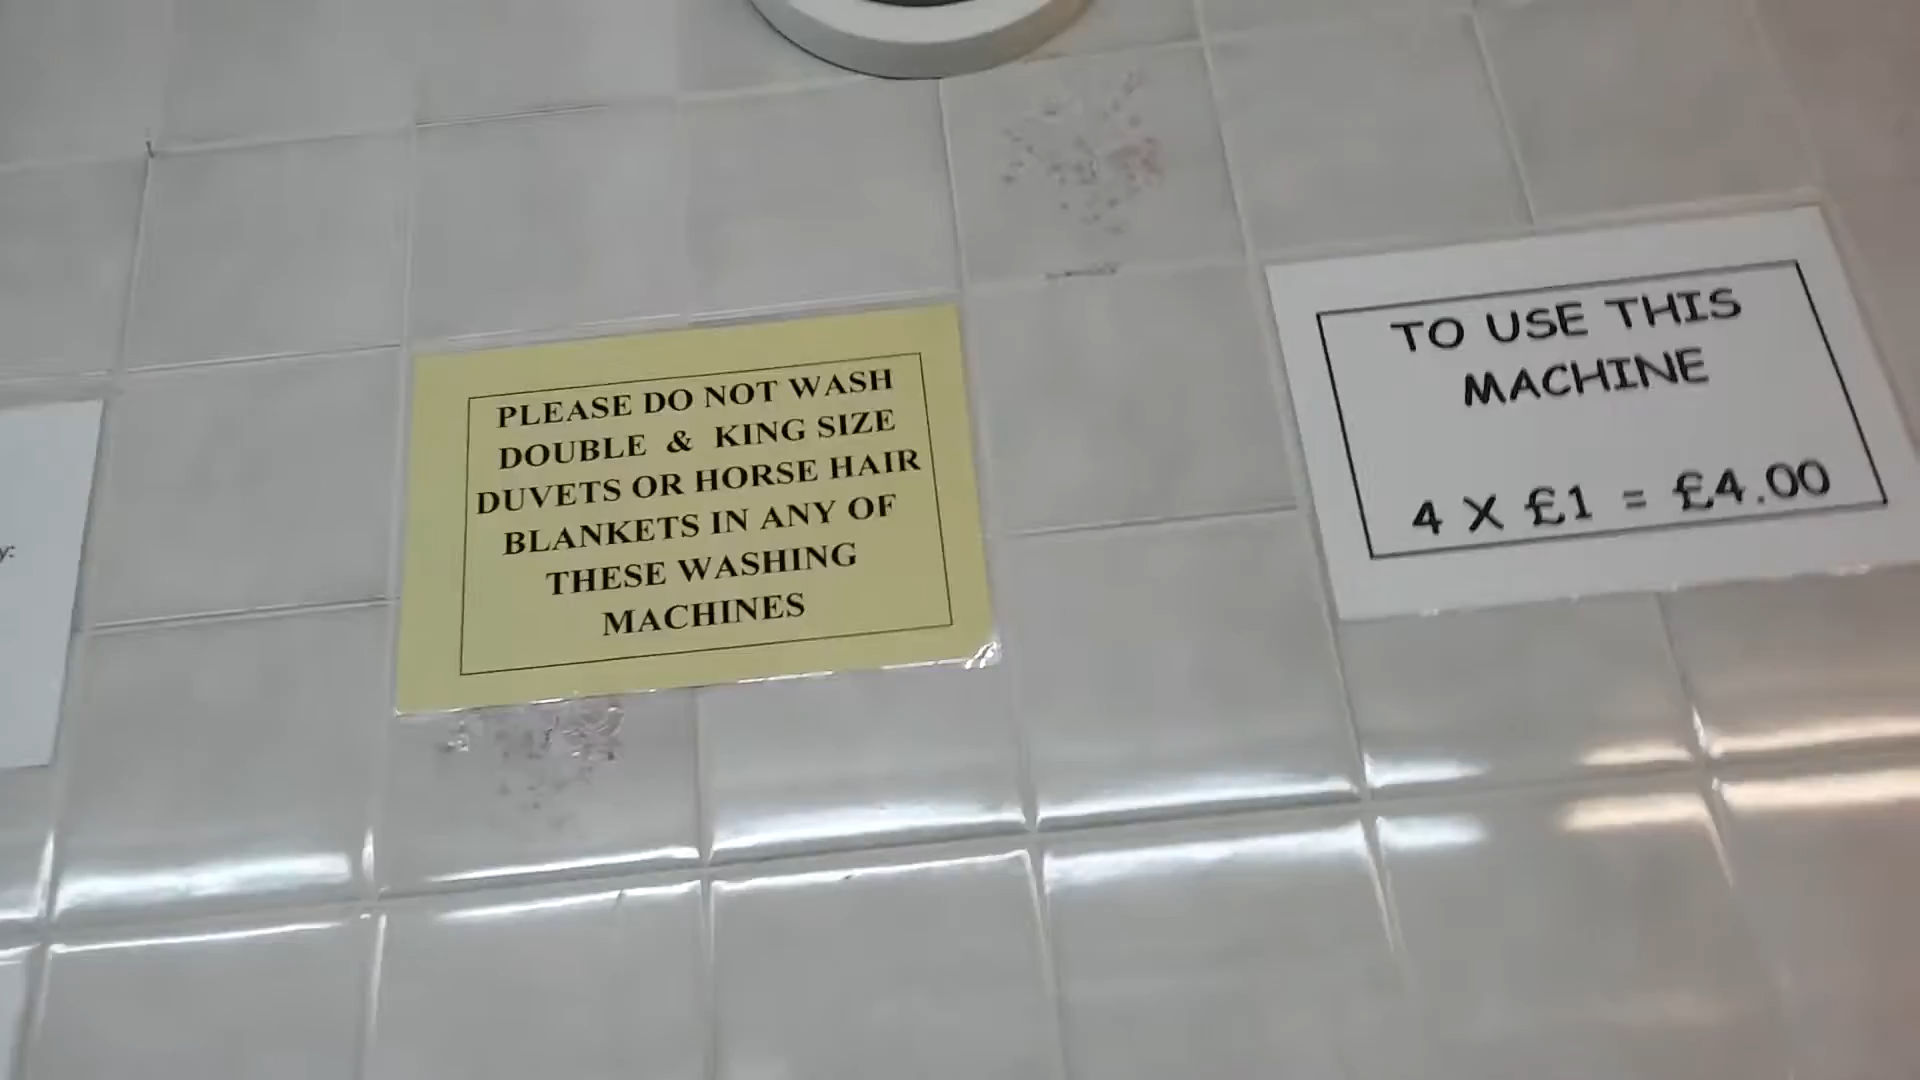 y:
PLEASE DO NOT WASH
DOUBLE & KING SIZE
DUVETS OR HORSE HAIR
BLANKETS IN ANY OF
THESE WASHING
MACHINES
TO USE THIS
MACHINE
4 X £1 = £4.00